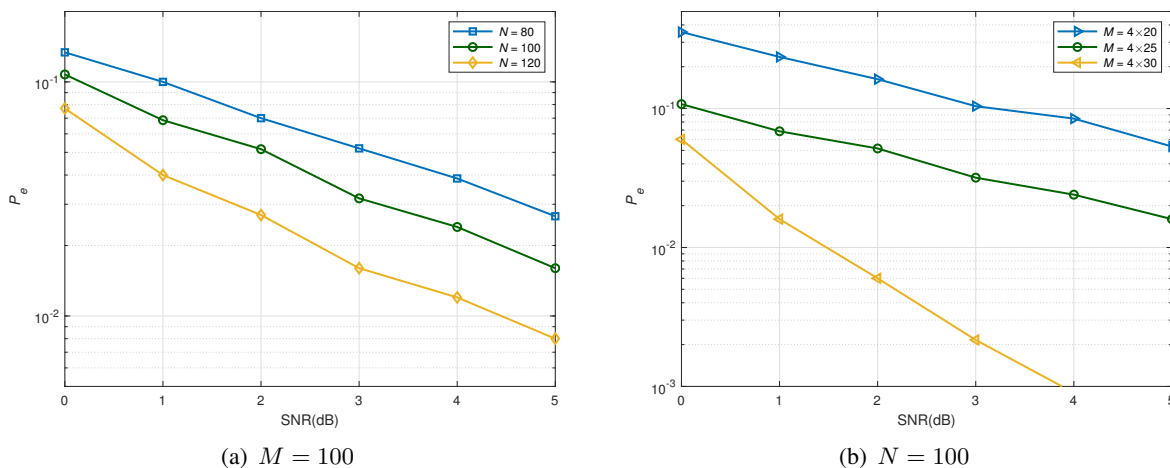 10^-1
10^-2
P_e
0 1 2 3 4 5
SNR(dB)
N = 80
N = 100
N = 120
(a) M = 100
10^-1
10^-2
10^-3
P_e
0 1 2 3 4 5
SNR(dB)
M = 4×20
M = 4×25
M = 4×30
(b) N = 100